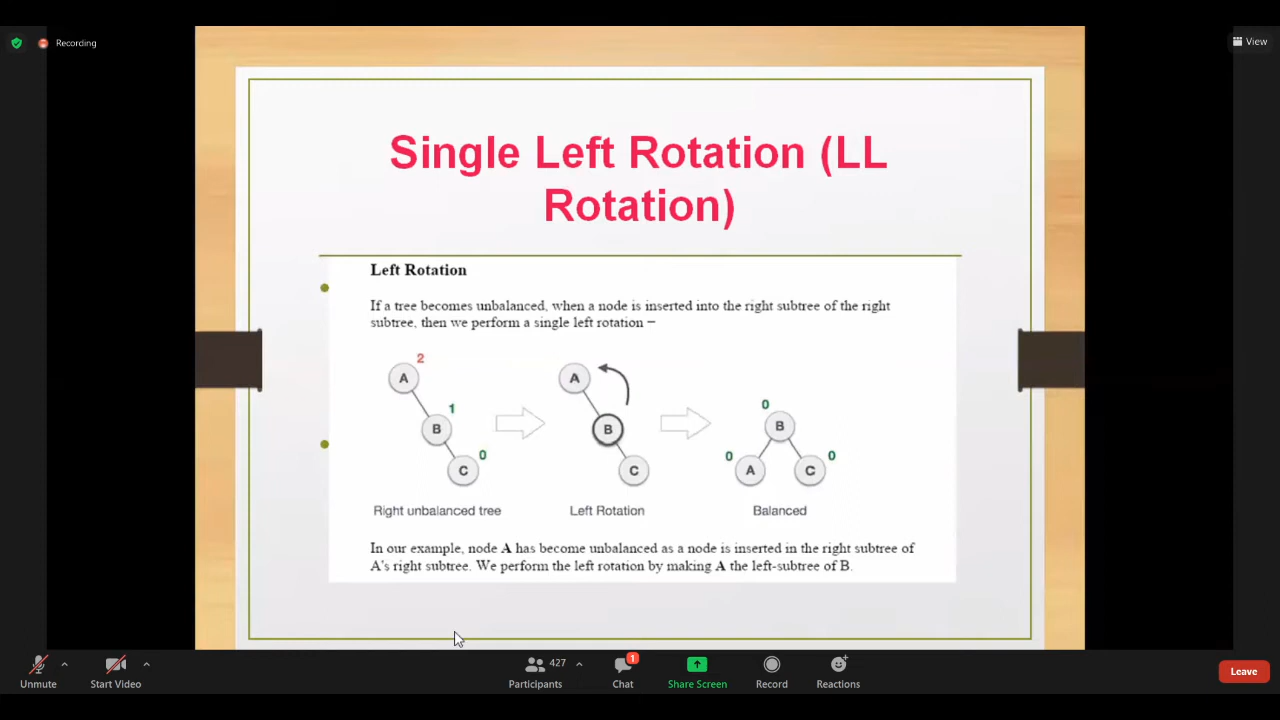 Recording
View
Single Left Rotation (LL
Rotation)
Left Rotation
If a tree becomes unbalanced, when a node is inserted into the right subtree of the right
subtree, then we perform a single left rotation −
2
A
A
1
0
B
B
B
0
0
C
C
A
C
Right unbalanced tree
Left Rotation
Balanced
In our example, node A has become unbalanced as a node is inserted in the right subtree of
A's right subtree. We perform the left rotation by making A the left-subtree of B.
Unmute
Start Video
427
Participants
1
Chat
Share Screen
Record
Reactions
Leave